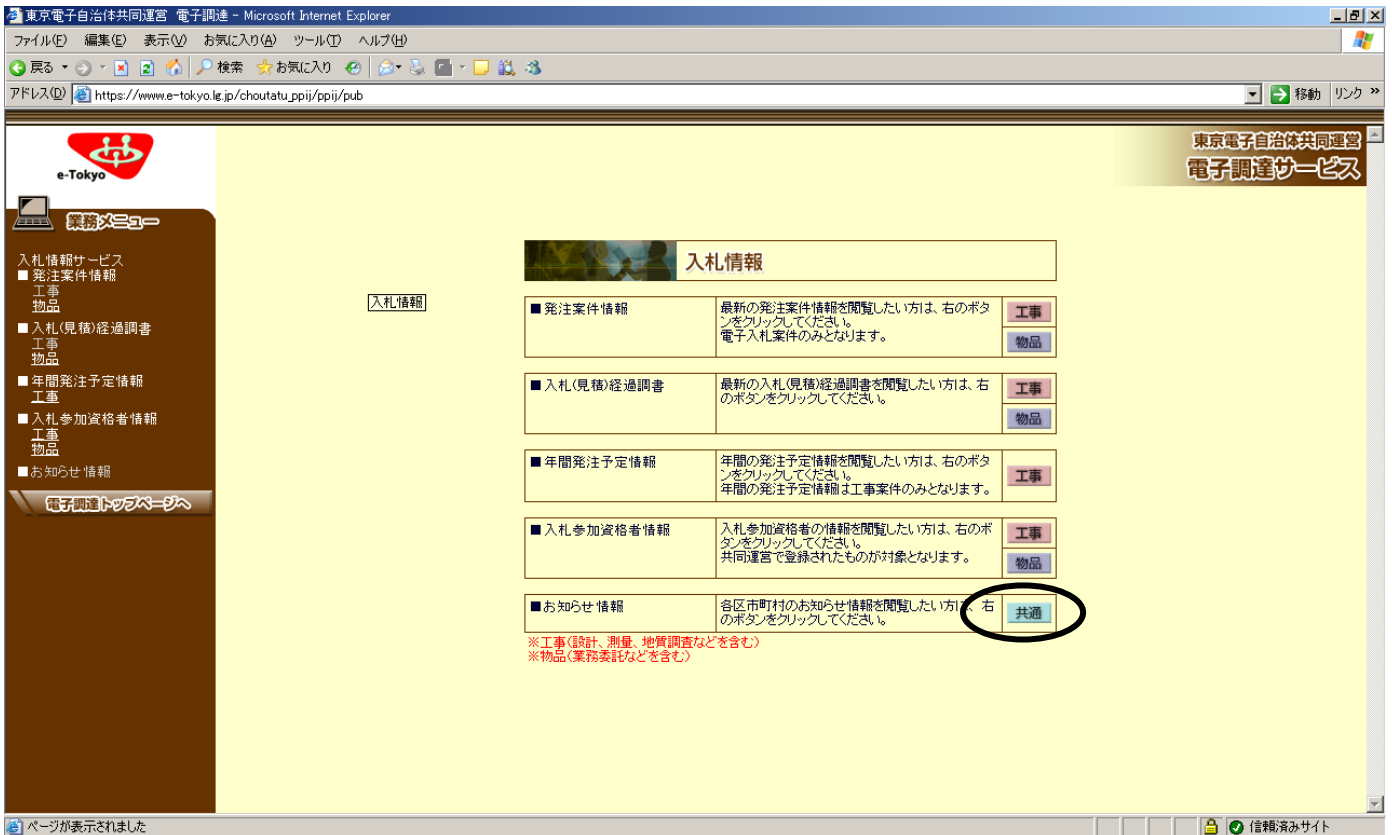 東京電子自治体共同運営 電子調達 - Microsoft Internet Explorer
ファイル(F) 編集(E) 表示(V) お気に入り(A) ツール(T) ヘルプ(H)
戻る 検索 お気に入り
アドレス(D) https://www.e-tokyo.lg.jp/choutatu_ppij/ppij/pub 移動 リンク »
e-Tokyo
東京電子自治体共同運営
電子調達サービス
業務メニュー
入札情報サービス
■発注案件情報
工事
物品
■入札(見積)経過調書
工事
物品
■年間発注予定情報
工事
■入札参加資格者情報
工事
物品
■お知らせ情報
電子調達トップページへ
入札情報
入札情報
■発注案件情報
最新の発注案件情報を閲覧したい方は、右のボタ
ンをクリックしてください。
電子入札案件のみとなります。
工事
物品
■入札(見積)経過調書
最新の入札(見積)経過調書を閲覧したい方は、右
のボタンをクリックしてください。
工事
物品
■年間発注予定情報
年間の発注予定情報を閲覧したい方は、右のボタ
ンをクリックしてください。
年間の発注予定情報は工事案件のみとなります。
工事
■入札参加資格者情報
入札参加資格者の情報を閲覧したい方は、右のボ
タンをクリックしてください。
共同運営で登録されたものが対象となります。
工事
物品
■お知らせ情報
各区市町村のお知らせ情報を閲覧したい方は、右
のボタンをクリックしてください。
共通
※工事(設計、測量、地質調査などを含む)
※物品(業務委託などを含む)
ページが表示されました
信頼済みサイト